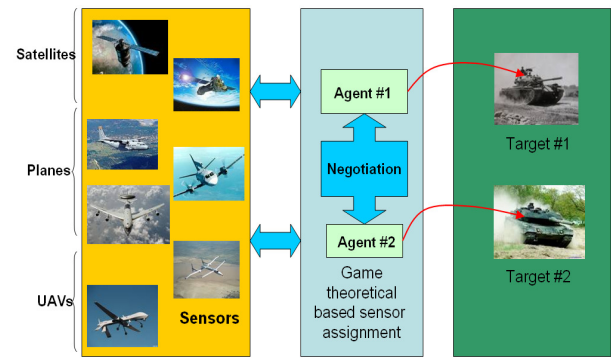 Satellites
Planes
UAVs
Sensors
Agent #1
Negotiation
Agent #2
Game
theoretical
based sensor
assignment
Target #1
Target #2